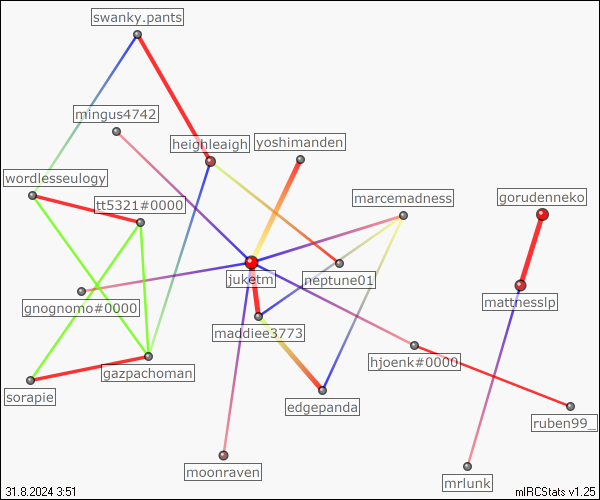 swanky.pants
mingus4742
heighleaigh
yoshimanden
wordlesseulogy
tt5321#0000
marcemadness
gorudenneko
juketm
neptune01
gnognomo#0000
mattnesslp
maddiee3773
hjoenk#0000
gazpachoman
sorapie
edgepanda
ruben99_
moonraven
mrlunk
31.8.2024 3:51
mIRCStats v1.25